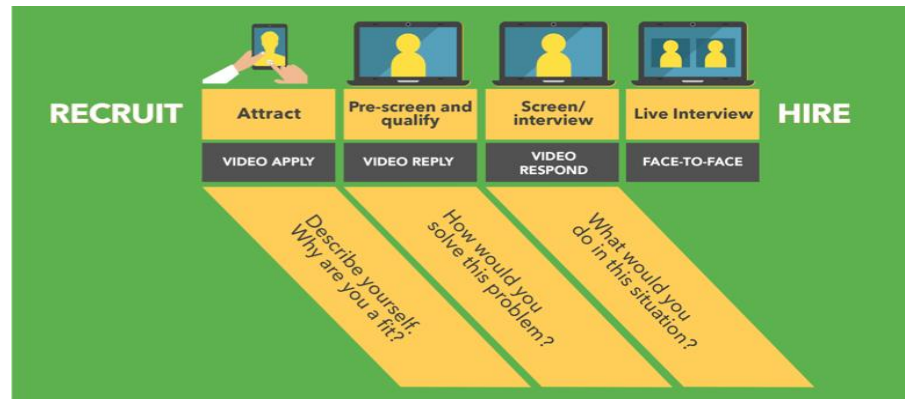 RECRUIT
Attract
Pre-screen and
qualify
Screen/
interview
Live Interview
HIRE
VIDEO APPLY
VIDEO REPLY
VIDEO
RESPOND
FACE-TO-FACE
Describe yourself.
Why are you a fit?
How would you
solve this problem?
What would you
do in this situation?